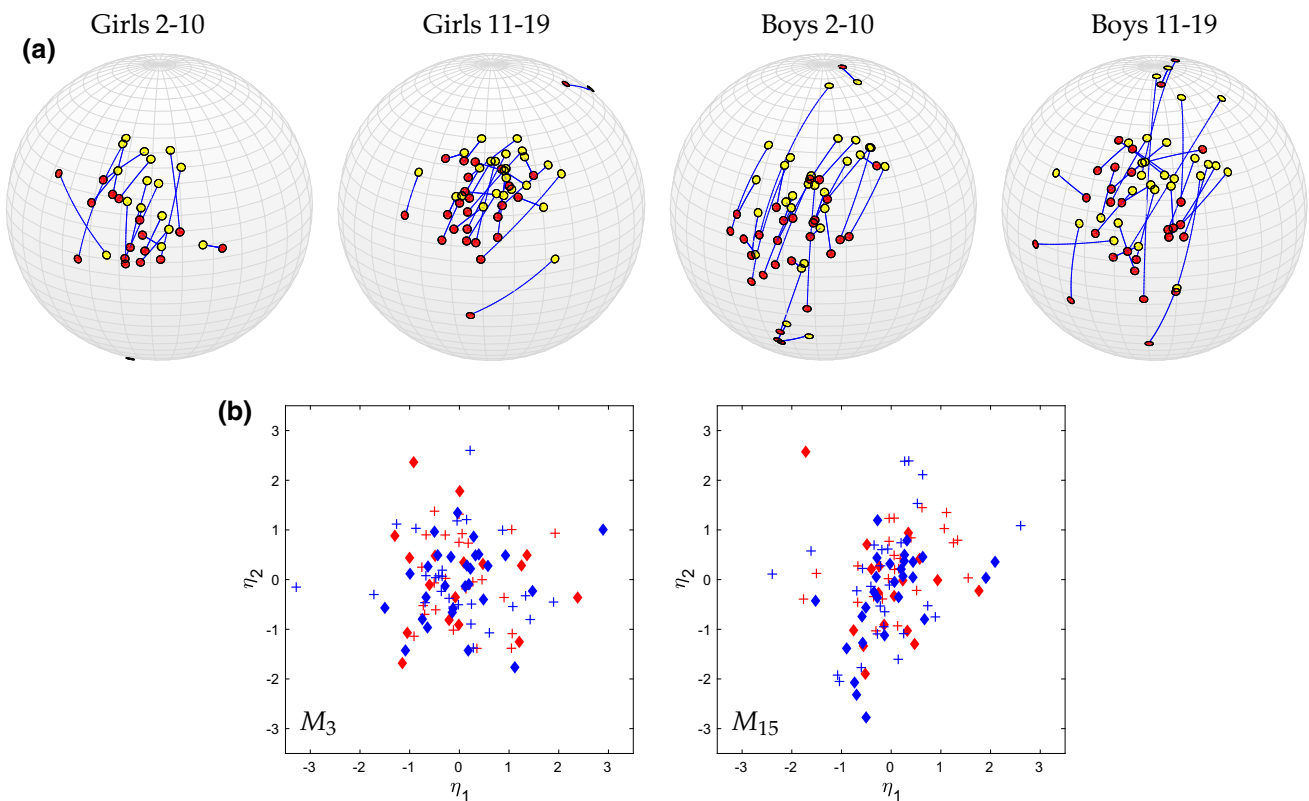 Girls 2-10 Girls 11-19 Boys 2-10 Boys 11-19
(a)
(b)
3 3
2 2
1 1
η2 0 η2 0
-1 -1
-2 -2
-3 M3 -3 M15
-3 -2 -1 0 1 2 3 -3 -2 -1 0 1 2 3
η1 η1